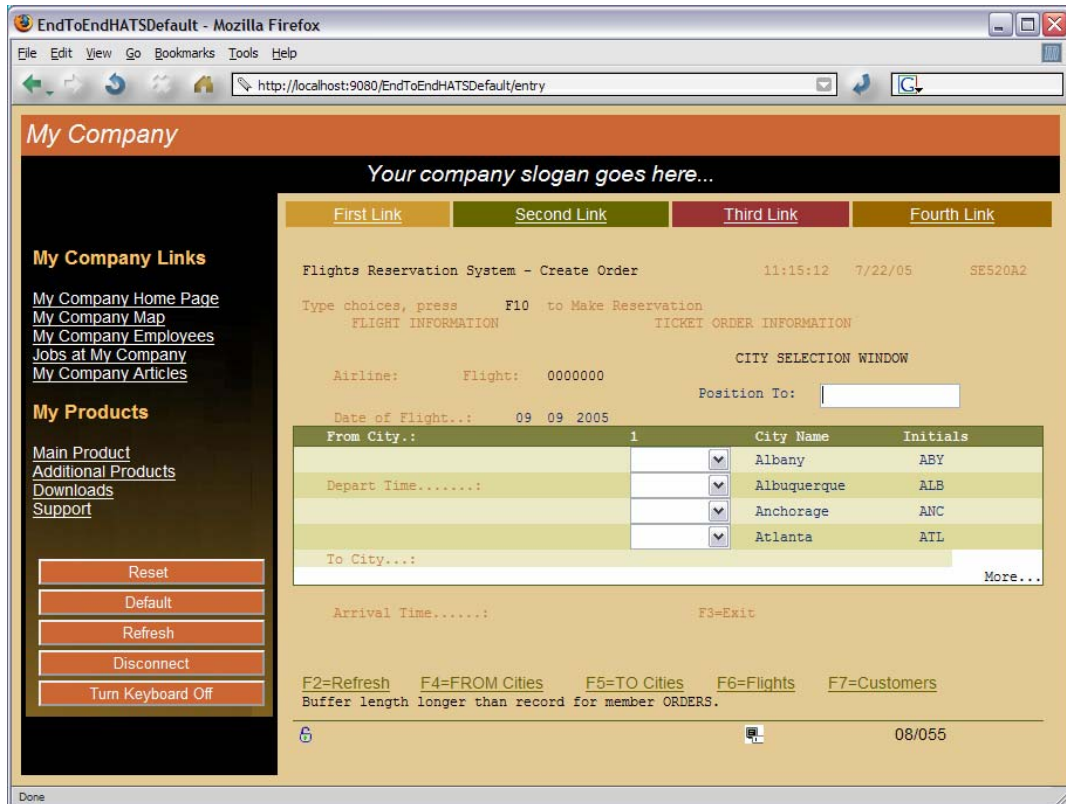 EndToEndHATSDefault - Mozilla Firefox
File Edit View Go Bookmarks Tools Help
http://localhost:9080/EndToEndHATSDefault/entry G
My Company
Your company slogan goes here...
First Link Second Link Third Link Fourth Link
My Company Links
My Company Home Page
My Company Map
My Company Employees
Jobs at My Company
My Company Articles
My Products
Main Product
Additional Products
Downloads
Support
Reset
Default
Refresh
Disconnect
Turn Keyboard Off
Flights Reservation System - Create Order 11:15:12 7/22/05 SE520A2
Type choices, press F10 to Make Reservation
FLIGHT INFORMATION TICKET ORDER INFORMATION
CITY SELECTION WINDOW
Airline: Flight: 0000000
Position To:
Date of Flight..: 09 09 2005
From City.: 1 City Name Initials
Albany ABY
Depart Time.......: Albuquerque ALB
Anchorage ANC
Atlanta ATL
To City...:
More...
Arrival Time......: F3=Exit
F2=Refresh F4=FROM Cities F5=TO Cities F6=Flights F7=Customers
Buffer length longer than record for member ORDERS.
08/055
Done